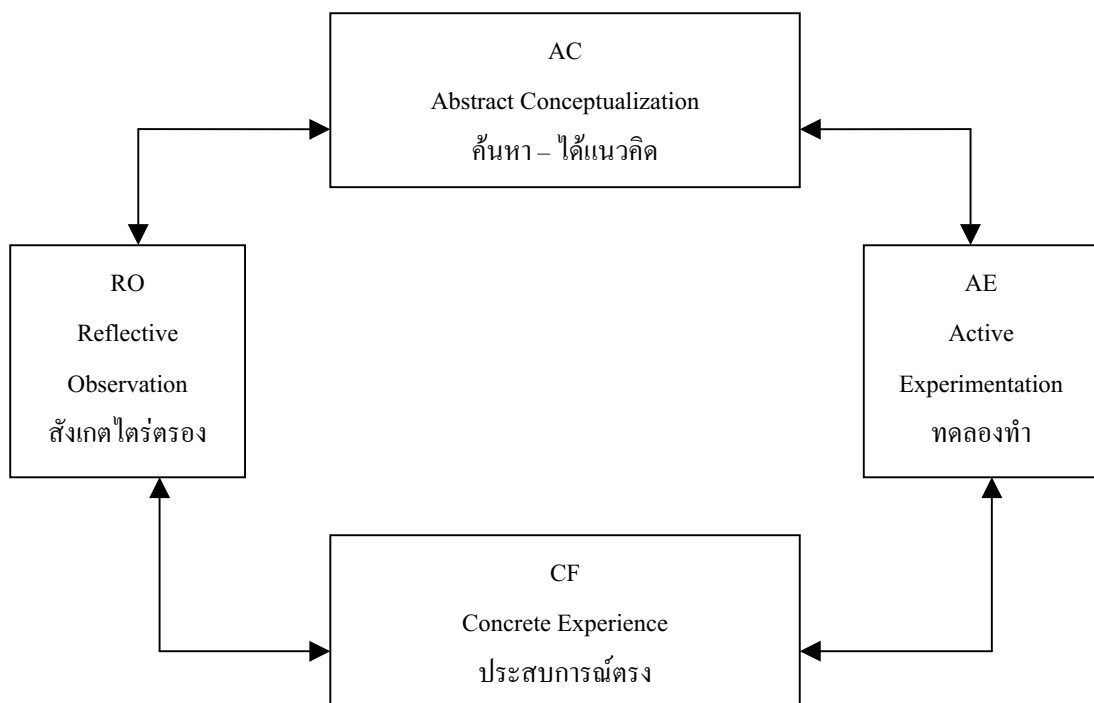 AC
Abstract Conceptualization
ค้นหา – ได้แนวคิด
RO
Reflective
Observation
สังเกตไตร่ตรอง
AE
Active
Experimentation
ทดลองทำ
CF
Concrete Experience
ประสบการณ์ตรง